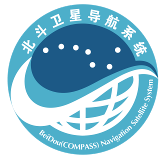 北斗卫星导航系统
BeiDou(COMPASS) Navigation Satellite System